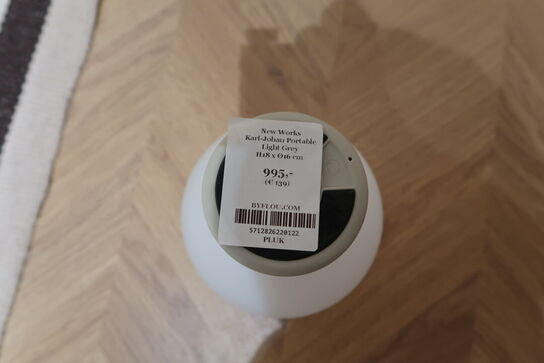 New Works
Karl-Johan Portable
Light Grey
H18 x Ø16 cm
995,-
(€ 139)
BYFLOU.COM
5712826220122
PLUK